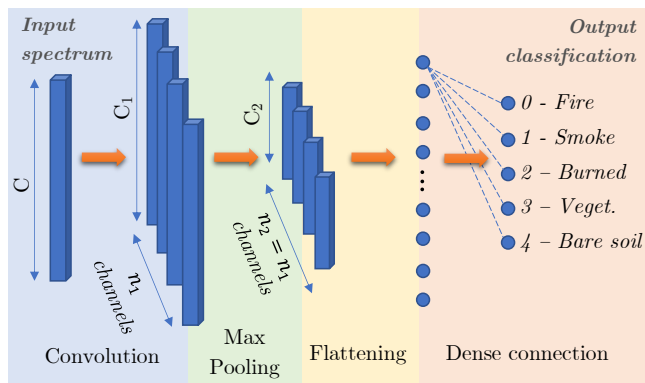 Input
spectrum
Output
classification
C
C₁
n₁
channels
C₂
n₂ = n₁
channels
...
0 - Fire
1 - Smoke
2 – Burned
3 – Veget.
4 – Bare soil
Convolution
Max
Pooling
Flattening
Dense connection